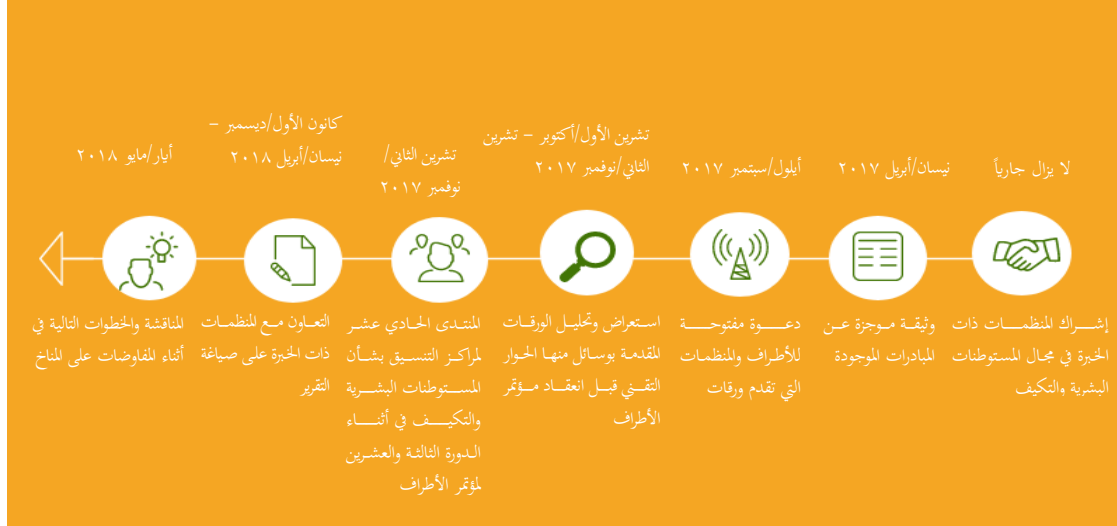 لا يزال جارياً
إشراك المنظمات ذات
الخبرة في مجال المستوطنات
البشرية والتكيف
نيسان/أبريل ٢٠١٧
وثيقة موجزة عن
المبادرات الموجودة
أيلول/سبتمبر ٢٠١٧
دعوة مفتوحة
للأطراف والمنظمات
التي تقدم ورقات
تشرين الأول/أكتوبر – تشرين
الثاني/نوفمبر ٢٠١٧
استعراض وتحليل الورقات
المقدمة بوسائل منها الحوار
التقني قبل انعقاد مؤتمر
الأطراف
تشرين الثاني/
نوفمبر ٢٠١٧
المنتدى الحادي عشر
لمراكز التنسيق بشأن
المستوطنات البشرية
والتكيف في أثناء
الدورة الثالثة والعشرين
لمؤتمر الأطراف
كانون الأول/ديسمبر –
نيسان/أبريل ٢٠١٨
التعاون مع المنظمات
ذات الخبرة على صياغة
التقرير
أيار/مايو ٢٠١٨
المناقشة والخطوات التالية في
أثناء المفاوضات على المناخ